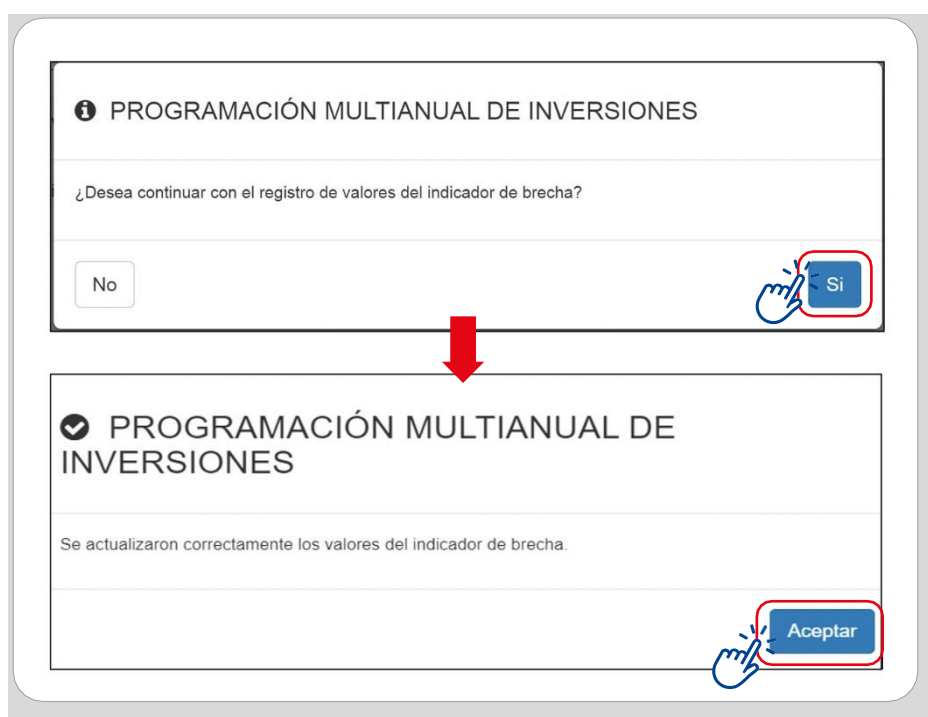 PROGRAMACIÓN MULTIANUAL DE INVERSIONES
¿Desea continuar con el registro de valores del indicador de brecha?
No
Si
PROGRAMACIÓN MULTIANUAL DE
INVERSIONES
Se actualizaron correctamente los valores del indicador de brecha.
Aceptar